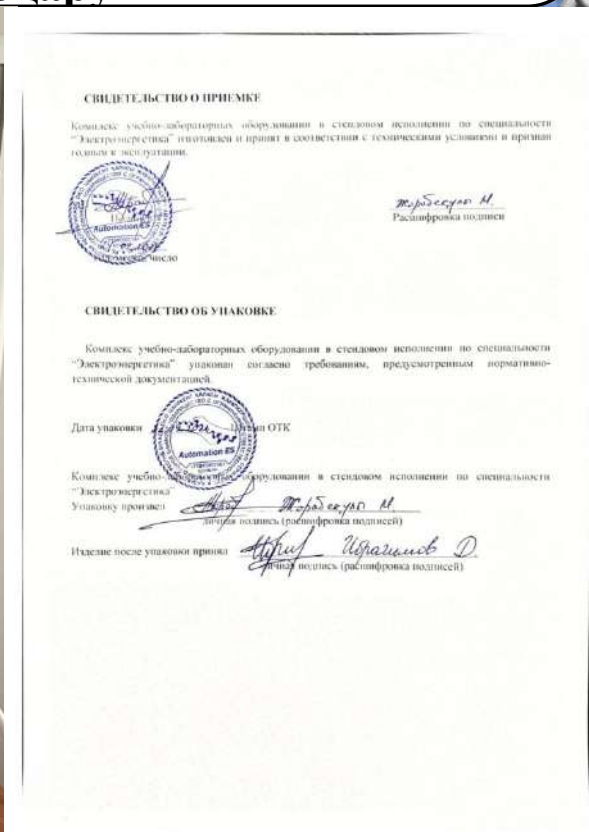 СВИДЕТЕЛЬСТВО О ПРИЕМКЕ
Комплекс учебно-лабораторных оборудовании в стендовом исполнении по специальности
“Электроэнергетика” изготовлен и принят в соответствии с техническими условиями и признан
годным к эксплуатации.
Automation ES
Расшифровка подписи
число
СВИДЕТЕЛЬСТВО ОБ УПАКОВКЕ
Комплекс учебно-лабораторных оборудовании в стендовом исполнении по специальности
“Электроэнергетика” упакован согласно требованиям, предусмотренным нормативно-
технической документацией.
Дата упаковки ОТК
Automation ES
Комплекс учебно-лабораторных оборудовании в стендовом исполнении по специальности
“Электроэнергетика”
Упаковку произвел
личная подпись (расшифровка подписей)
Изделие после упаковки принял Ибрагимов Д.
личная подпись (расшифровка подписей)